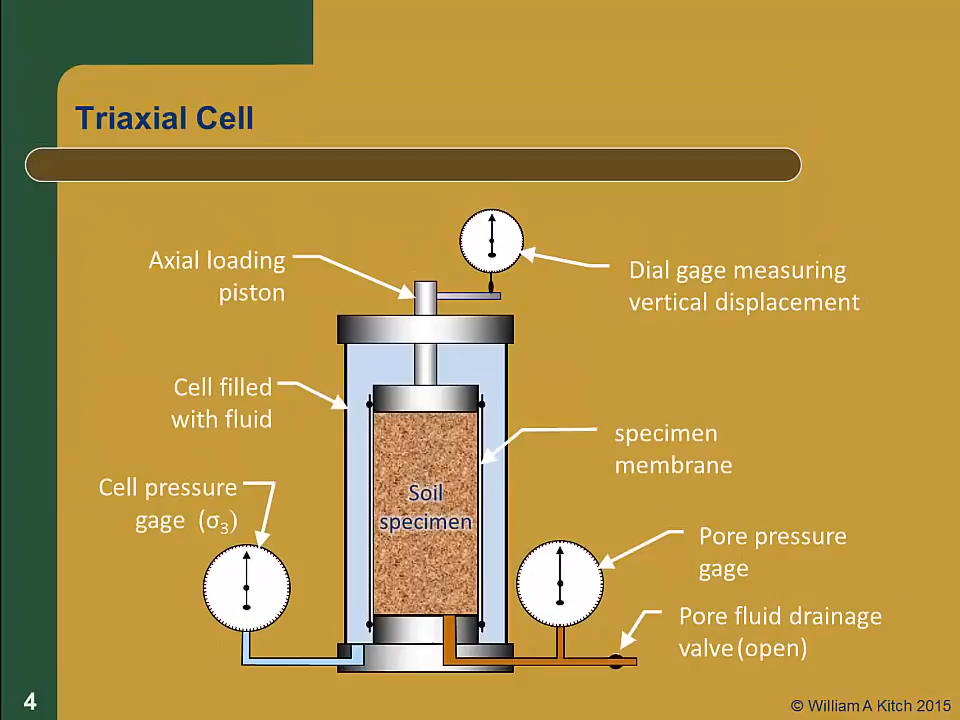 Triaxial Cell
Axial loading
piston
Dial gage measuring
vertical displacement
Cell filled
with fluid
specimen
membrane
Cell pressure
gage (σ₃)
Soil
specimen
Pore pressure
gage
Pore fluid drainage
valve (open)
4
© William A Kitch 2015